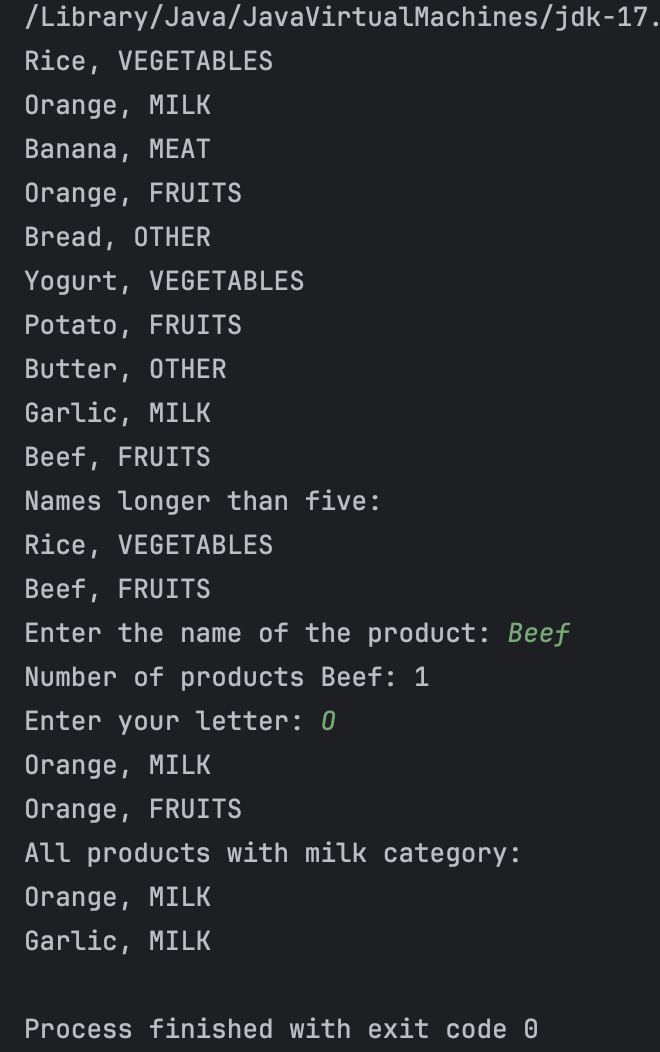 /Library/Java/JavaVirtualMachines/jdk-17.
Rice, VEGETABLES
Orange, MILK
Banana, MEAT
Orange, FRUITS
Bread, OTHER
Yogurt, VEGETABLES
Potato, FRUITS
Butter, OTHER
Garlic, MILK
Beef, FRUITS
Names longer than five:
Rice, VEGETABLES
Beef, FRUITS
Enter the name of the product: Beef
Number of products Beef: 1
Enter your letter: O
Orange, MILK
Orange, FRUITS
All products with milk category:
Orange, MILK
Garlic, MILK
Process finished with exit code 0